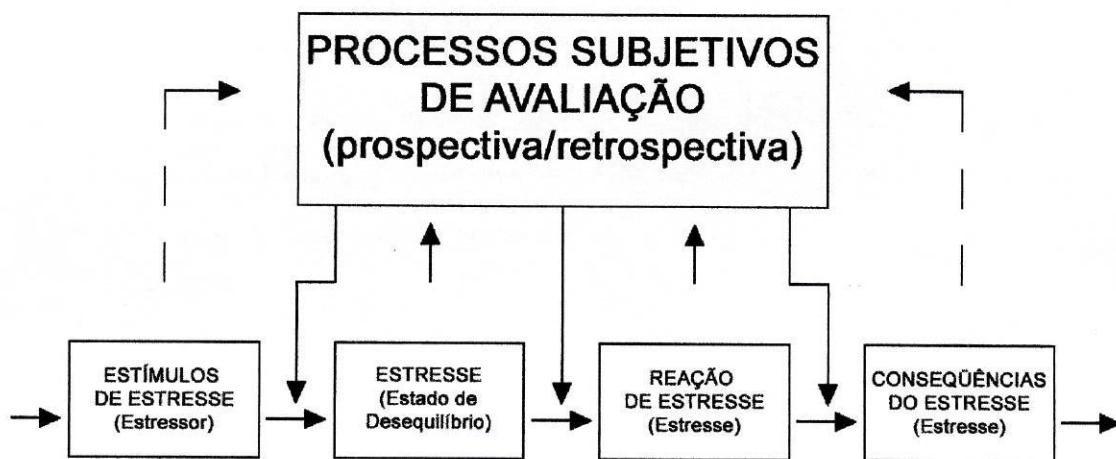 PROCESSOS SUBJETIVOS
DE AVALIAÇÃO
(prospectiva/retrospectiva)
ESTÍMULOS
DE ESTRESSE
(Estressor)
ESTRESSE
(Estado de
Desequilíbrio)
REAÇÃO
DE ESTRESSE
(Estresse)
CONSEQÜÊNCIAS
DO ESTRESSE
(Estresse)